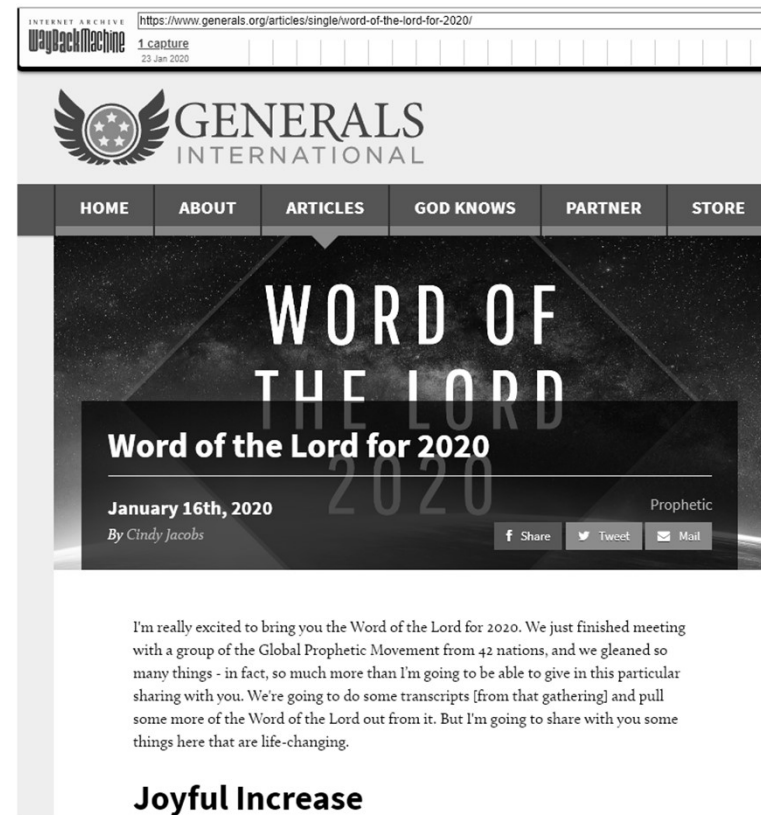 INTERNET ARCHIVE
WayBackMachine
https://www.generals.org/articles/single/word-of-the-lord-for-2020/
1 capture
23 Jan 2020
GENERALS
INTERNATIONAL
HOME ABOUT ARTICLES GOD KNOWS PARTNER STORE
WORD OF
THE LORD
2020
Word of the Lord for 2020
January 16th, 2020
Prophetic
By Cindy Jacobs
Share Tweet Mail
I'm really excited to bring you the Word of the Lord for 2020. We just finished meeting
with a group of the Global Prophetic Movement from 42 nations, and we gleaned so
many things - in fact, so much more than I'm going to be able to give in this particular
sharing with you. We're going to do some transcripts [from that gathering] and pull
some more of the Word of the Lord out from it. But I'm going to share with you some
things here that are life-changing.
Joyful Increase